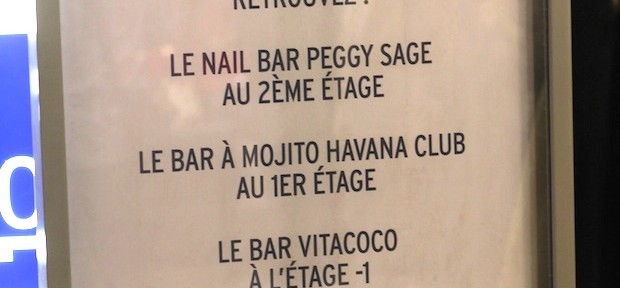 RETROUVEZ :
LE NAIL BAR PEGGY SAGE
AU 2ÈME ÉTAGE
LE BAR À MOJITO HAVANA CLUB
AU 1ER ÉTAGE
LE BAR VITACOCO
À L'ÉTAGE -1